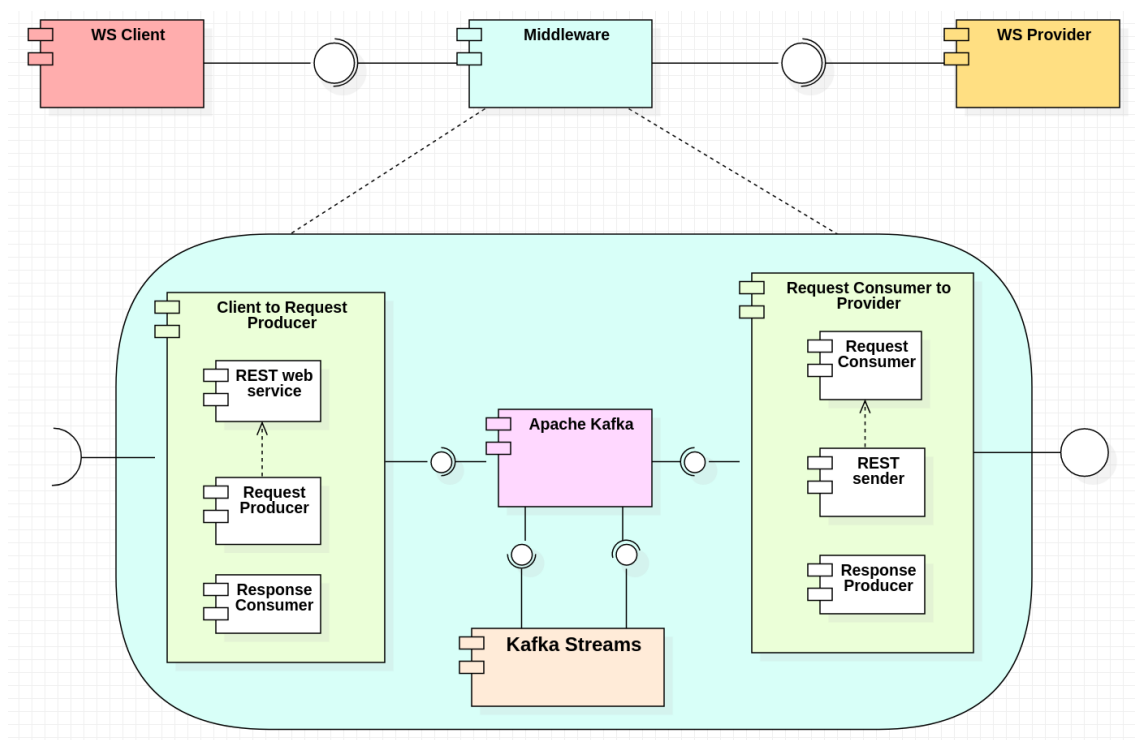 WS Client
Middleware
WS Provider
Client to Request
Producer
REST web
service
Request
Producer
Response
Consumer
Apache Kafka
Kafka Streams
Request Consumer to
Provider
Request
Consumer
REST
sender
Response
Producer